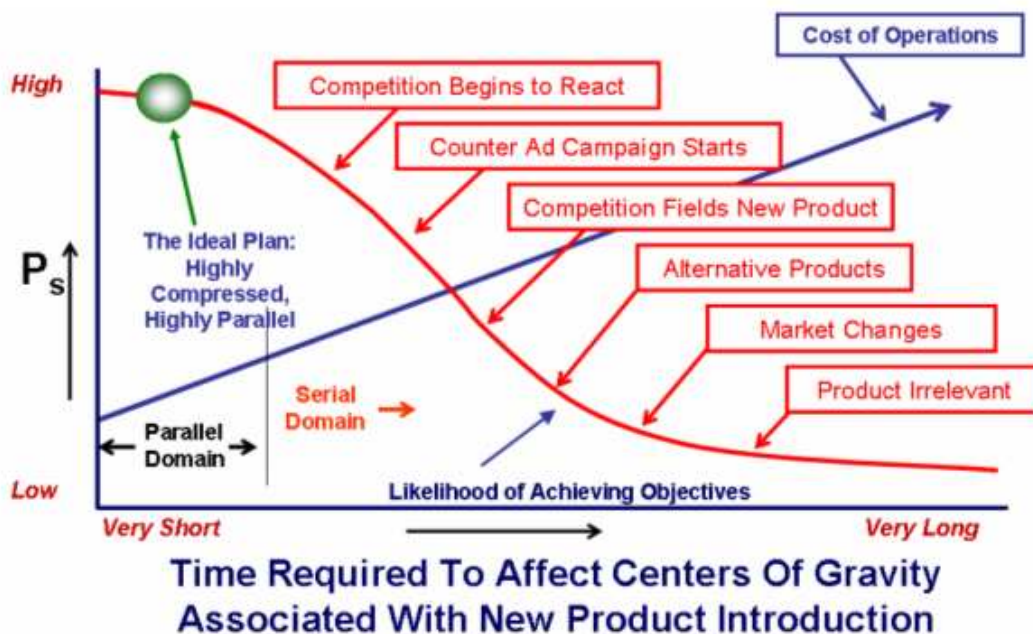 Cost of Operations
High
Competition Begins to React
Counter Ad Campaign Starts
Competition Fields New Product
The Ideal Plan:
Highly
Compressed,
Highly Parallel
Ps
Alternative Products
Market Changes
Product Irrelevant
Serial
Domain
Parallel
Domain
Low
Likelihood of Achieving Objectives
Very Short
Very Long
Time Required To Affect Centers Of Gravity
Associated With New Product Introduction